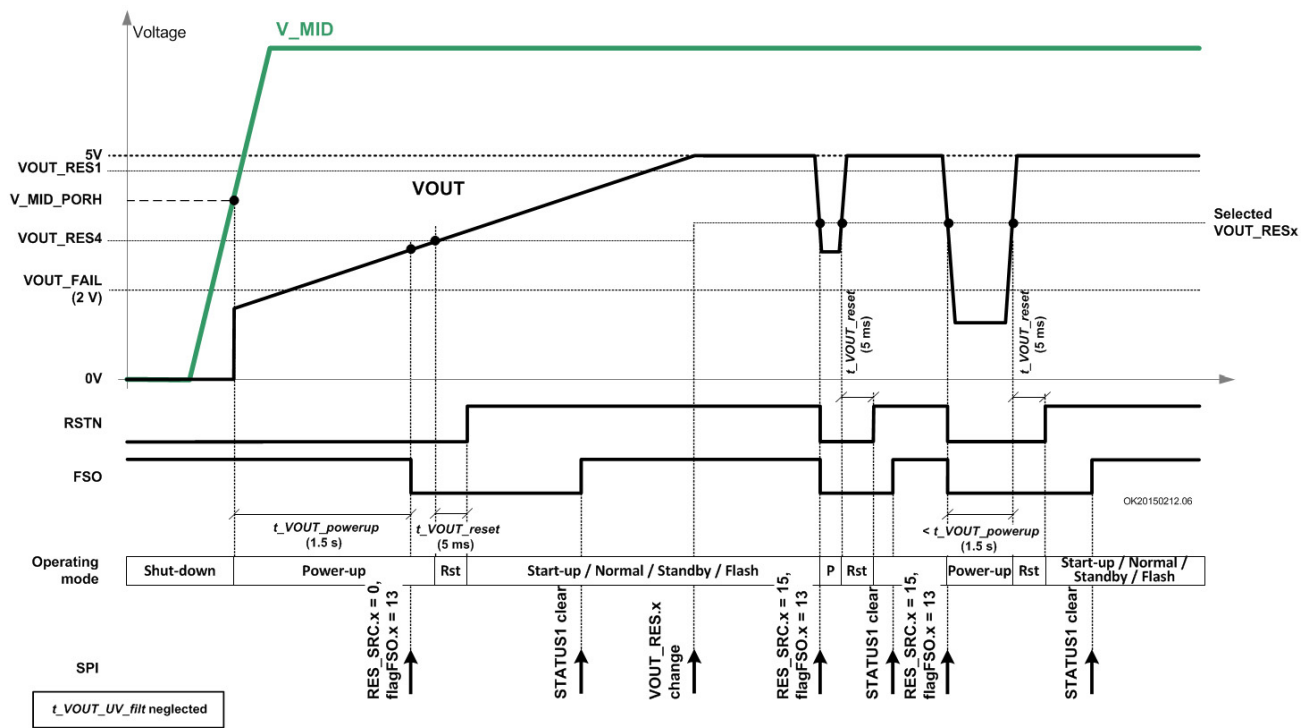 Voltage
V_MID
5V
VOUT_RES1
VOUT
V_MID_PORH
VOUT_RES4
Selected
VOUT_RESx
VOUT_FAIL
(2 V)
t_VOUT_reset
(5 ms)
t_VOUT_reset
(5 ms)
0V
RSTN
FSO
OK20150212.06
t_VOUT_powerup
(1.5 s)
t_VOUT_reset
(5 ms)
< t_VOUT_powerup
(1.5 s)
Operating
mode
Shut-down
Power-up
Rst
Start-up / Normal / Standby / Flash
P
Rst
Power-up
Rst
Start-up / Normal /
Standby / Flash
SPI
RES_SRC.x = 0,
flagFSO.x = 13
STATUS1 clear
VOUT_RES.x
change
RES_SRC.x = 15,
flagFSO.x = 13
STATUS1 clear
RES_SRC.x = 15,
flagFSO.x = 13
STATUS1 clear
t_VOUT_UV_filt neglected